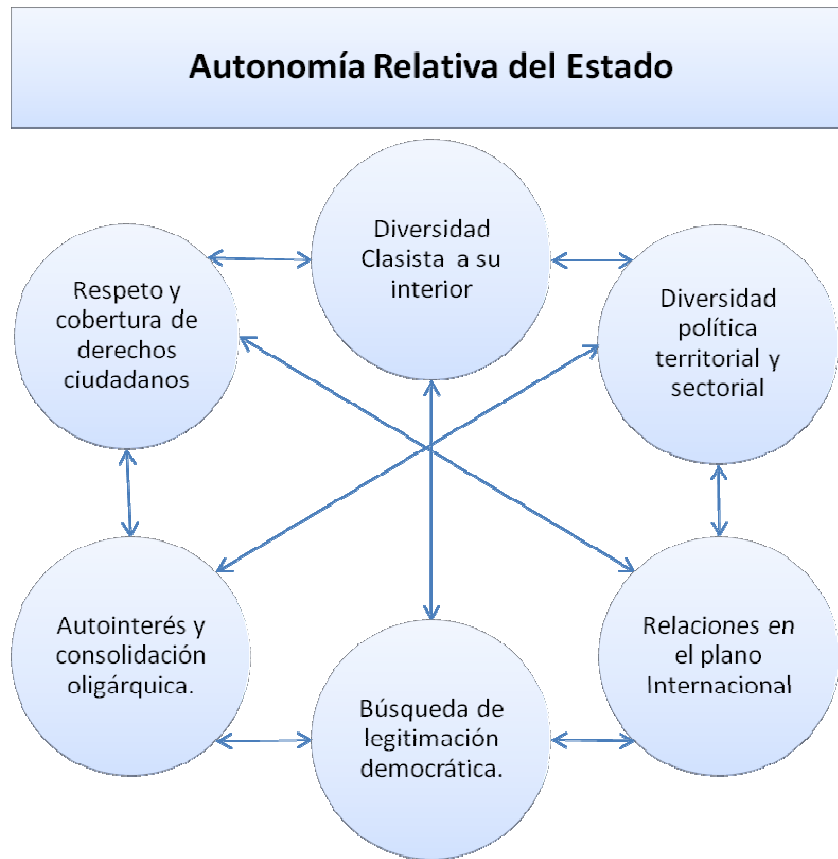 Autonomía Relativa del Estado
Diversidad
Clasista a su
interior
Respeto y
cobertura de
derechos
ciudadanos
Diversidad
política
territorial y
sectorial
Autointerés y
consolidación
oligárquica.
Búsqueda de
legitimación
democrática.
Relaciones en
el plano
Internacional